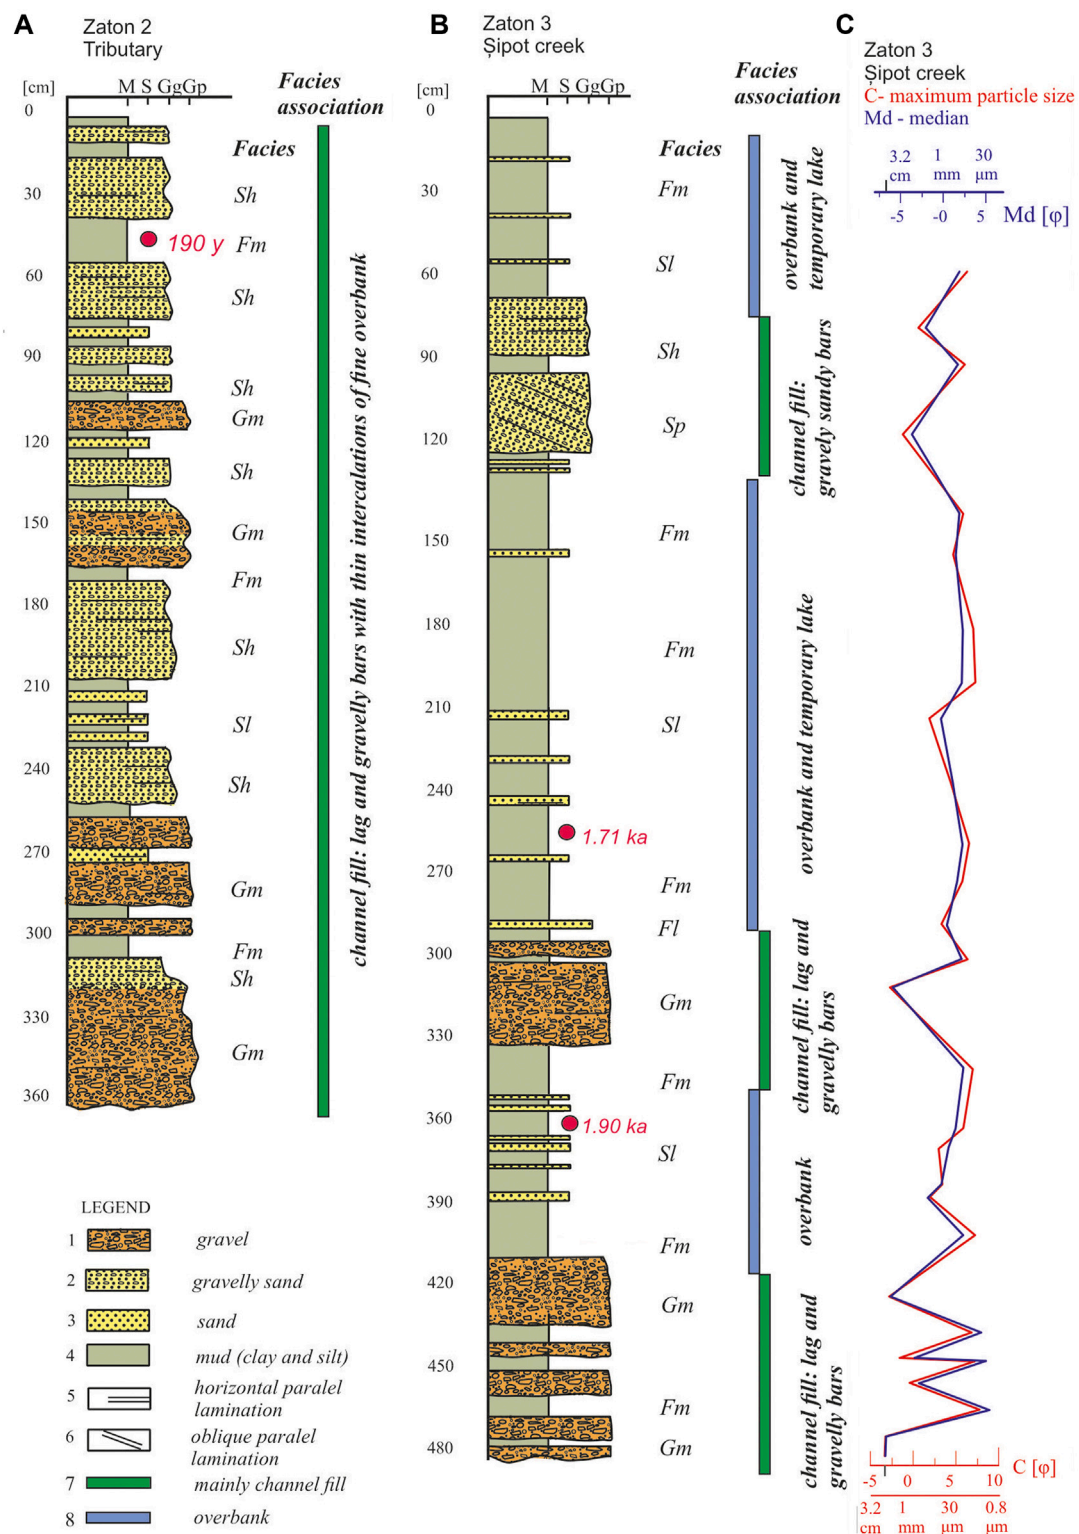 A
Zaton 2
Tributary
[cm]
M S GgGp
Facies
association
0
30
60
90
120
150
180
210
240
270
300
330
360
Facies
Sh
190 y
Fm
Sh
Sh
Gm
Sh
Gm
Fm
Sh
Sl
Sh
Gm
Fm
Sh
Gm
channel fill: lag and gravelly bars with thin intercalations of fine overbank
LEGEND
1 gravel
2 gravelly sand
3 sand
4 mud (clay and silt)
5 horizontal paralel
lamination
6 oblique paralel
lamination
7 mainly channel fill
8 overbank
B
Zaton 3
Șipot creek
[cm]
M S GgGp
Facies
association
0
30
60
90
120
150
180
210
240
270
300
330
360
390
420
450
480
Facies
Fm
Sl
Sh
Sp
Fm
Fm
Sl
1.71 ka
Fm
Fl
Gm
Fm
1.90 ka
Sl
Fm
Gm
Fm
Gm
overbank and
temporary lake
channel fill:
gravely sandy bars
overbank and temporary lake
channel fill: lag and
gravelly bars
overbank
channel fill: lag and
gravelly bars
C
Zaton 3
Șipot creek
C- maximum particle size
Md - median
3.2 1 30
cm mm µm
-5 -0 5 Md [φ]
-5 0 5 10 C [φ]
3.2 1 30 0.8
cm mm µm µm